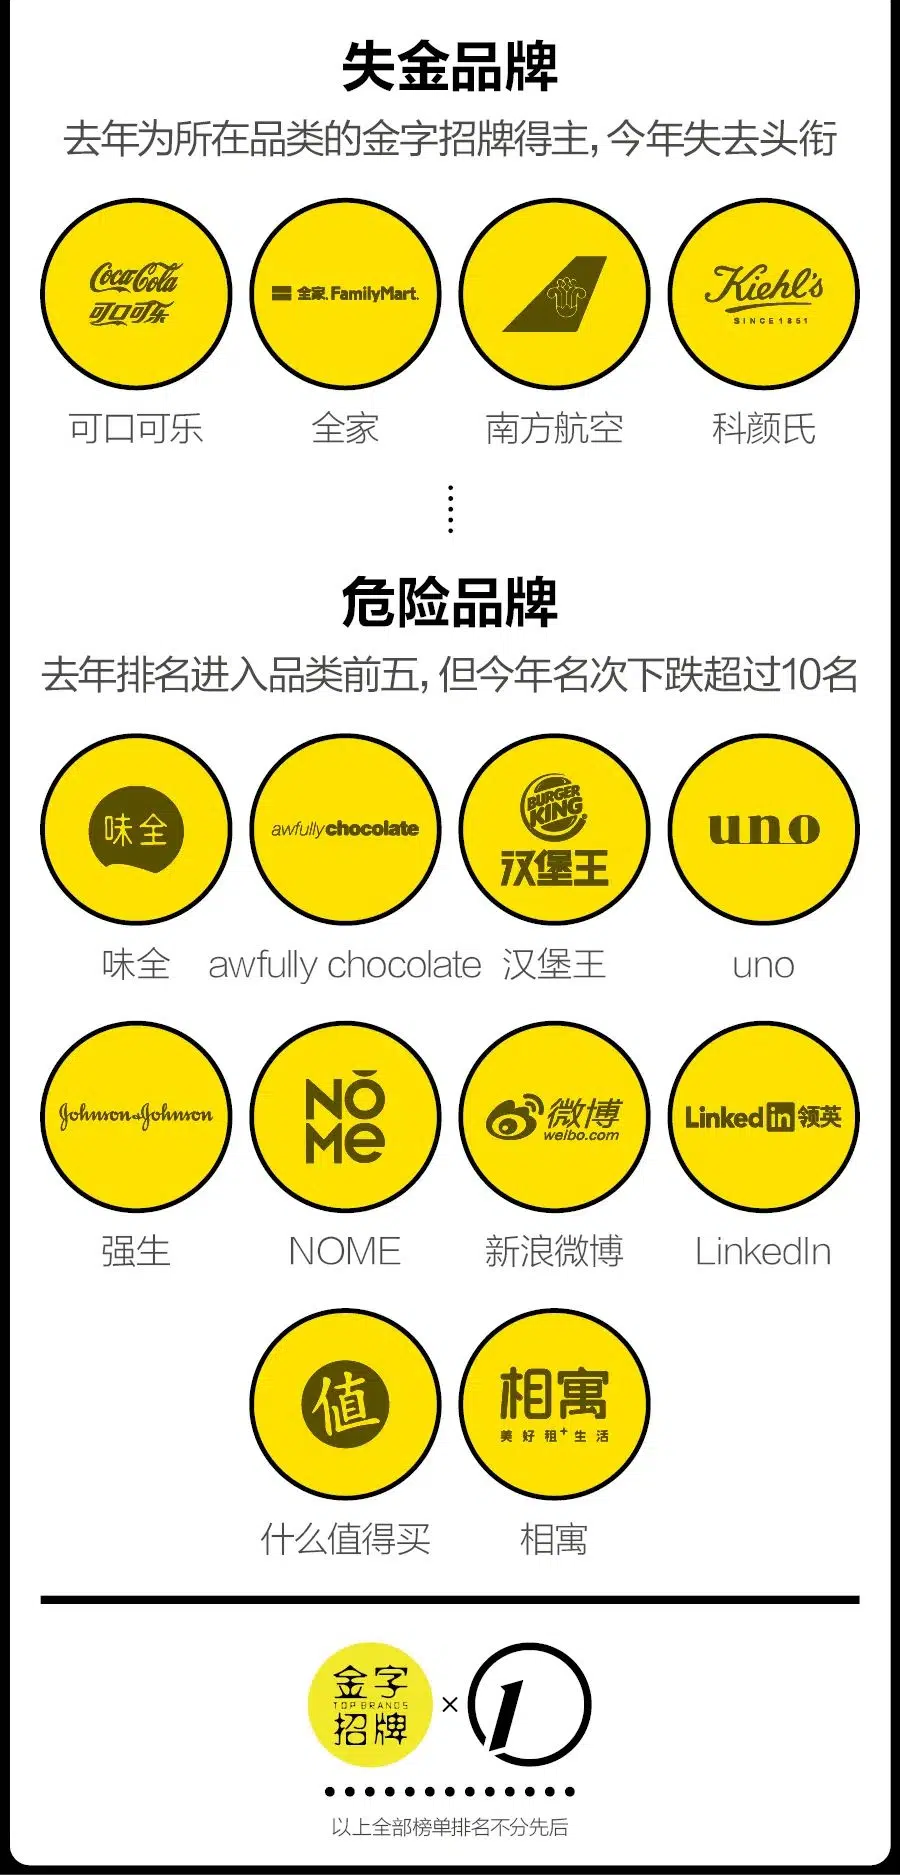 失金品牌
去年为所在品类的金字招牌得主，今年失去头衔
Coca-Cola
可口可乐
全家 FamilyMart.
Kiehl's
SINCE 1851
可口可乐 全家 南方航空 科颜氏
危险品牌
去年排名进入品类前五，但今年名次下跌超过10名
味全
awfullychocolate
BURGER
KING
汉堡王
uno
味全 awfully chocolate 汉堡王 uno
Johnson&Johnson
NŎ
Me
微博
weibo.com
Linked in 领英
强生 NOME 新浪微博 LinkedIn
值
相寓
美好租+生活
什么值得买 相寓
金字
TOP BRANDS
招牌
×
以上全部榜单排名不分先后